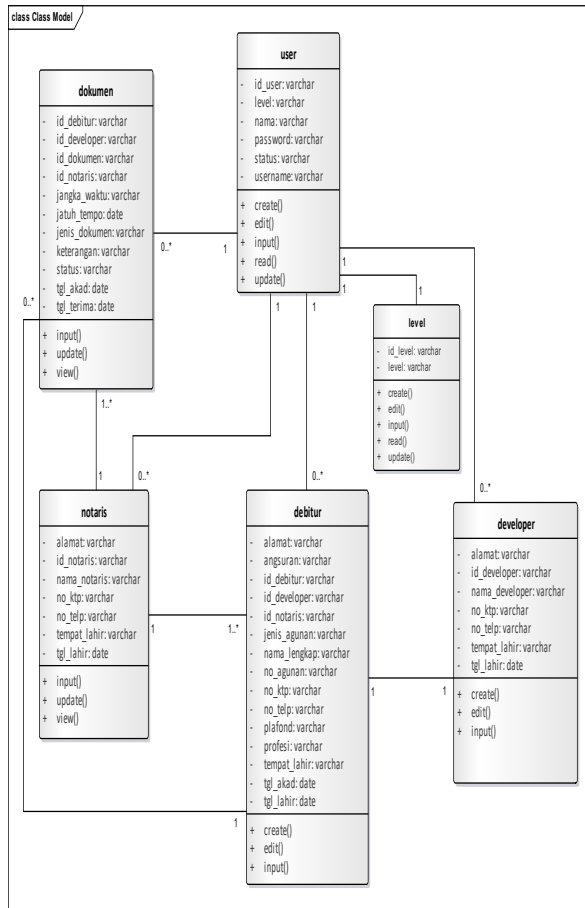 class Class Model
dokumen
- id_debitur: varchar
- id_developer: varchar
- id_dokumen: varchar
- id_notaris: varchar
- jangka_waktu: varchar
- jatuh_tempo: date
- jenis_dokumen: varchar
- keterangan: varchar
- status: varchar
- tgl_akad: date
- tgl_terima: date
+ input()
+ update()
+ view()
user
- id_user: varchar
- level: varchar
- nama: varchar
- password: varchar
- status: varchar
- username: varchar
+ create()
+ edit()
+ input()
+ read()
+ update()
0..*
1
1
1
1
1
1
1
0..*
level
- id_level: varchar
- level: varchar
+ create()
+ edit()
+ input()
+ read()
+ update()
1..*
1
0..*
0..*
0..*
notaris
- alamat: varchar
- id_notaris: varchar
- nama_notaris: varchar
- no_ktp: varchar
- no_telp: varchar
- tempat_lahir: varchar
- tgl_lahir: date
+ input()
+ update()
+ view()
1
1..*
debitur
- alamat: varchar
- angsuran: varchar
- id_debitur: varchar
- id_developer: varchar
- id_notaris: varchar
- jenis_agunan: varchar
- nama_lengkap: varchar
- no_agunan: varchar
- no_ktp: varchar
- no_telp: varchar
- plafond: varchar
- profesi: varchar
- tempat_lahir: varchar
- tgl_akad: date
- tgl_lahir: date
+ create()
+ edit()
+ input()
1
1
1
developer
- alamat: varchar
- id_developer: varchar
- nama_developer: varchar
- no_ktp: varchar
- no_telp: varchar
- tempat_lahir: varchar
- tgl_lahir: date
+ create()
+ edit()
+ input()